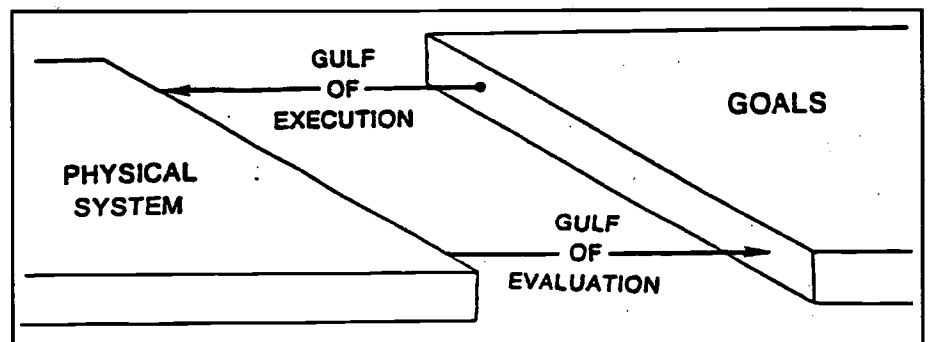 GULF
OF
EXECUTION
GOALS
PHYSICAL
SYSTEM
GULF
OF
EVALUATION